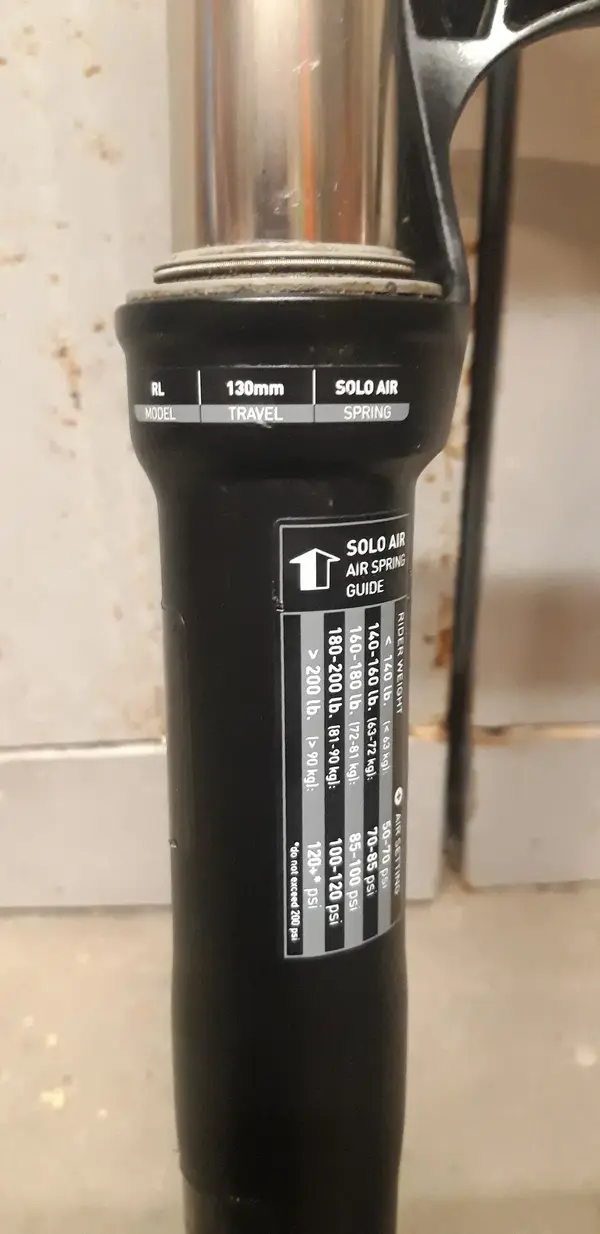 RL
130mm
SOLO AIR
MODEL
TRAVEL
SPRING
SOLO AIR
AIR SPRING
GUIDE
RIDER WEIGHT + AIR SETTING
< 140 lb. (< 63 kg): 50-70 psi
140-160 lb. (63-72 kg): 70-85 psi
160-180 lb. (72-81 kg): 85-100 psi
180-200 lb. (81-90 kg): 100-120 psi
> 200 lb. (> 90 kg): 120+* psi
*do not exceed 200 psi